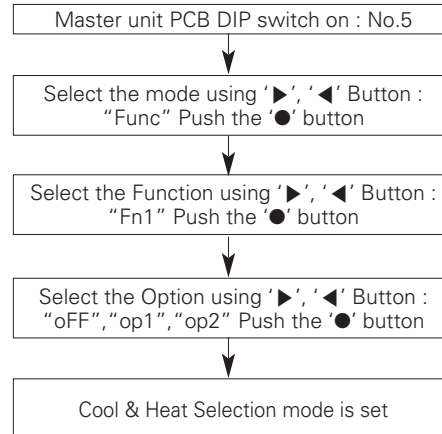 Master unit PCB DIP switch on : No.5
Select the mode using ‘▶’, ‘◀’ Button :
“Func” Push the ‘●’ button
Select the Function using ‘▶’, ‘◀’ Button :
“Fn1” Push the ‘●’ button
Select the Option using ‘▶’, ‘◀’ Button :
“oFF”,“op1”,“op2” Push the ‘●’ button
Cool & Heat Selection mode is set